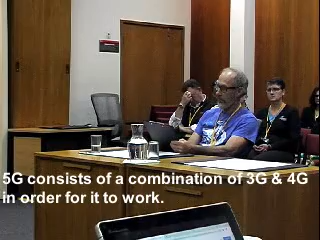 5G consists of a combination of 3G & 4G
in order for it to work.